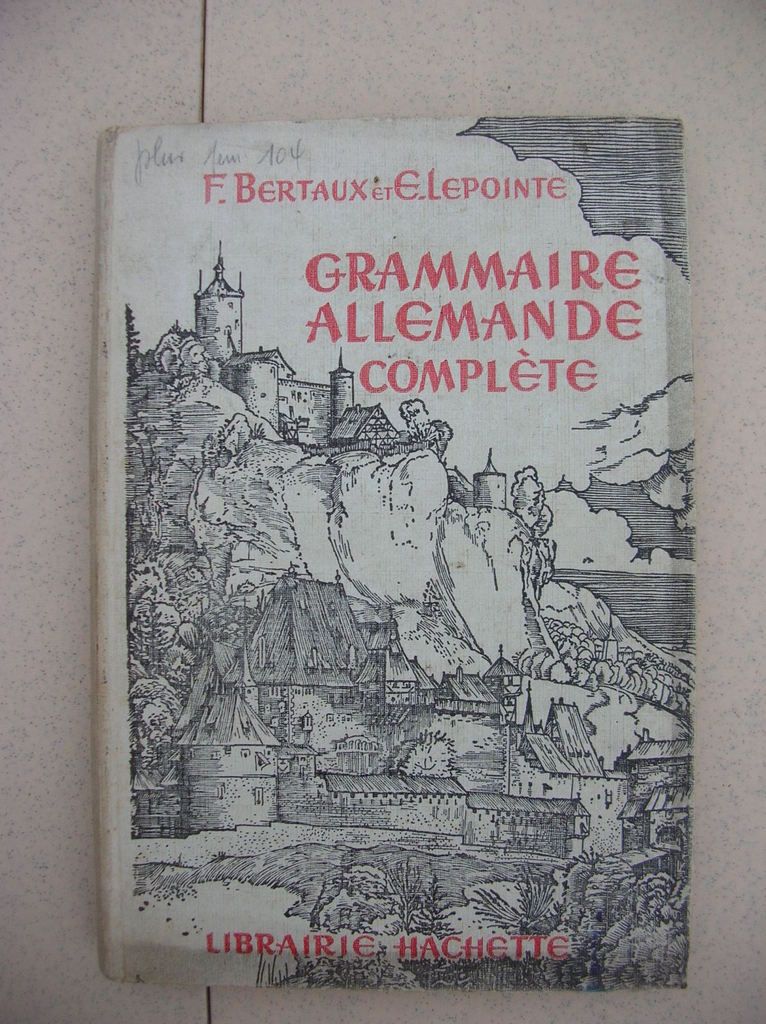 104
F. BERTAUX ET E. LEPOINTE
GRAMMAIRE
ALLEMANDE
COMPLÈTE
LIBRAIRIE HACHETTE